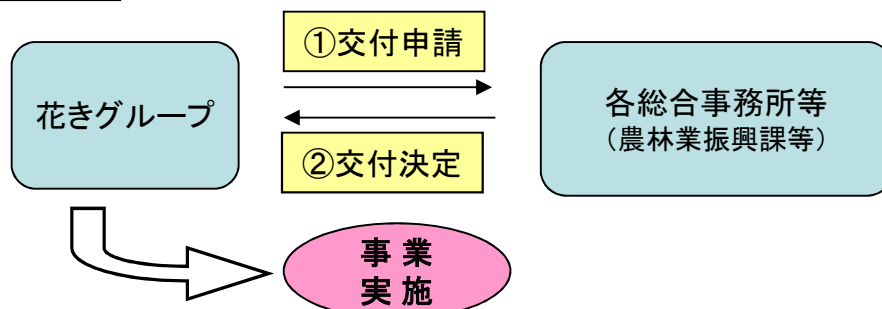 ①交付申請
花きグループ
各総合事務所等
（農林業振興課等）
②交付決定
事 業
実 施